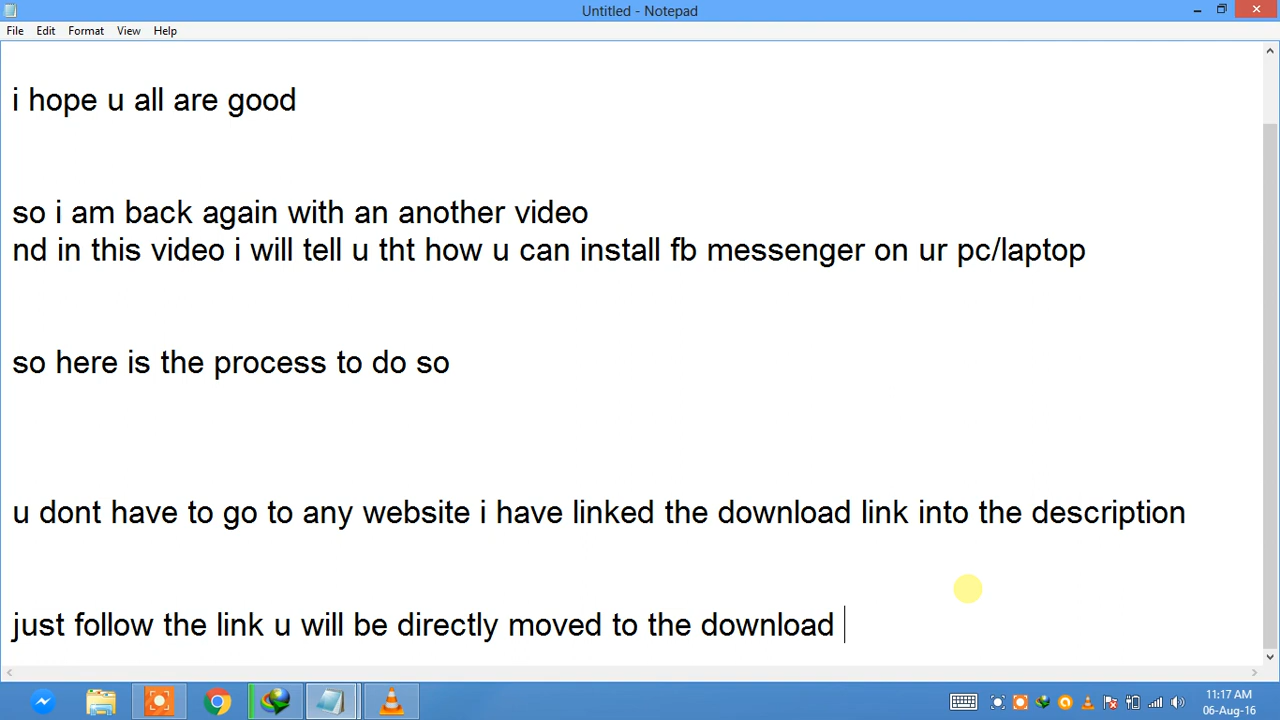 Untitled - Notepad
File Edit Format View Help
i hope u all are good
so i am back again with an another video
nd in this video i will tell u tht how u can install fb messenger on ur pc/laptop
so here is the process to do so
u dont have to go to any website i have linked the download link into the description
just follow the link u will be directly moved to the download
11:17 AM
06-Aug-16